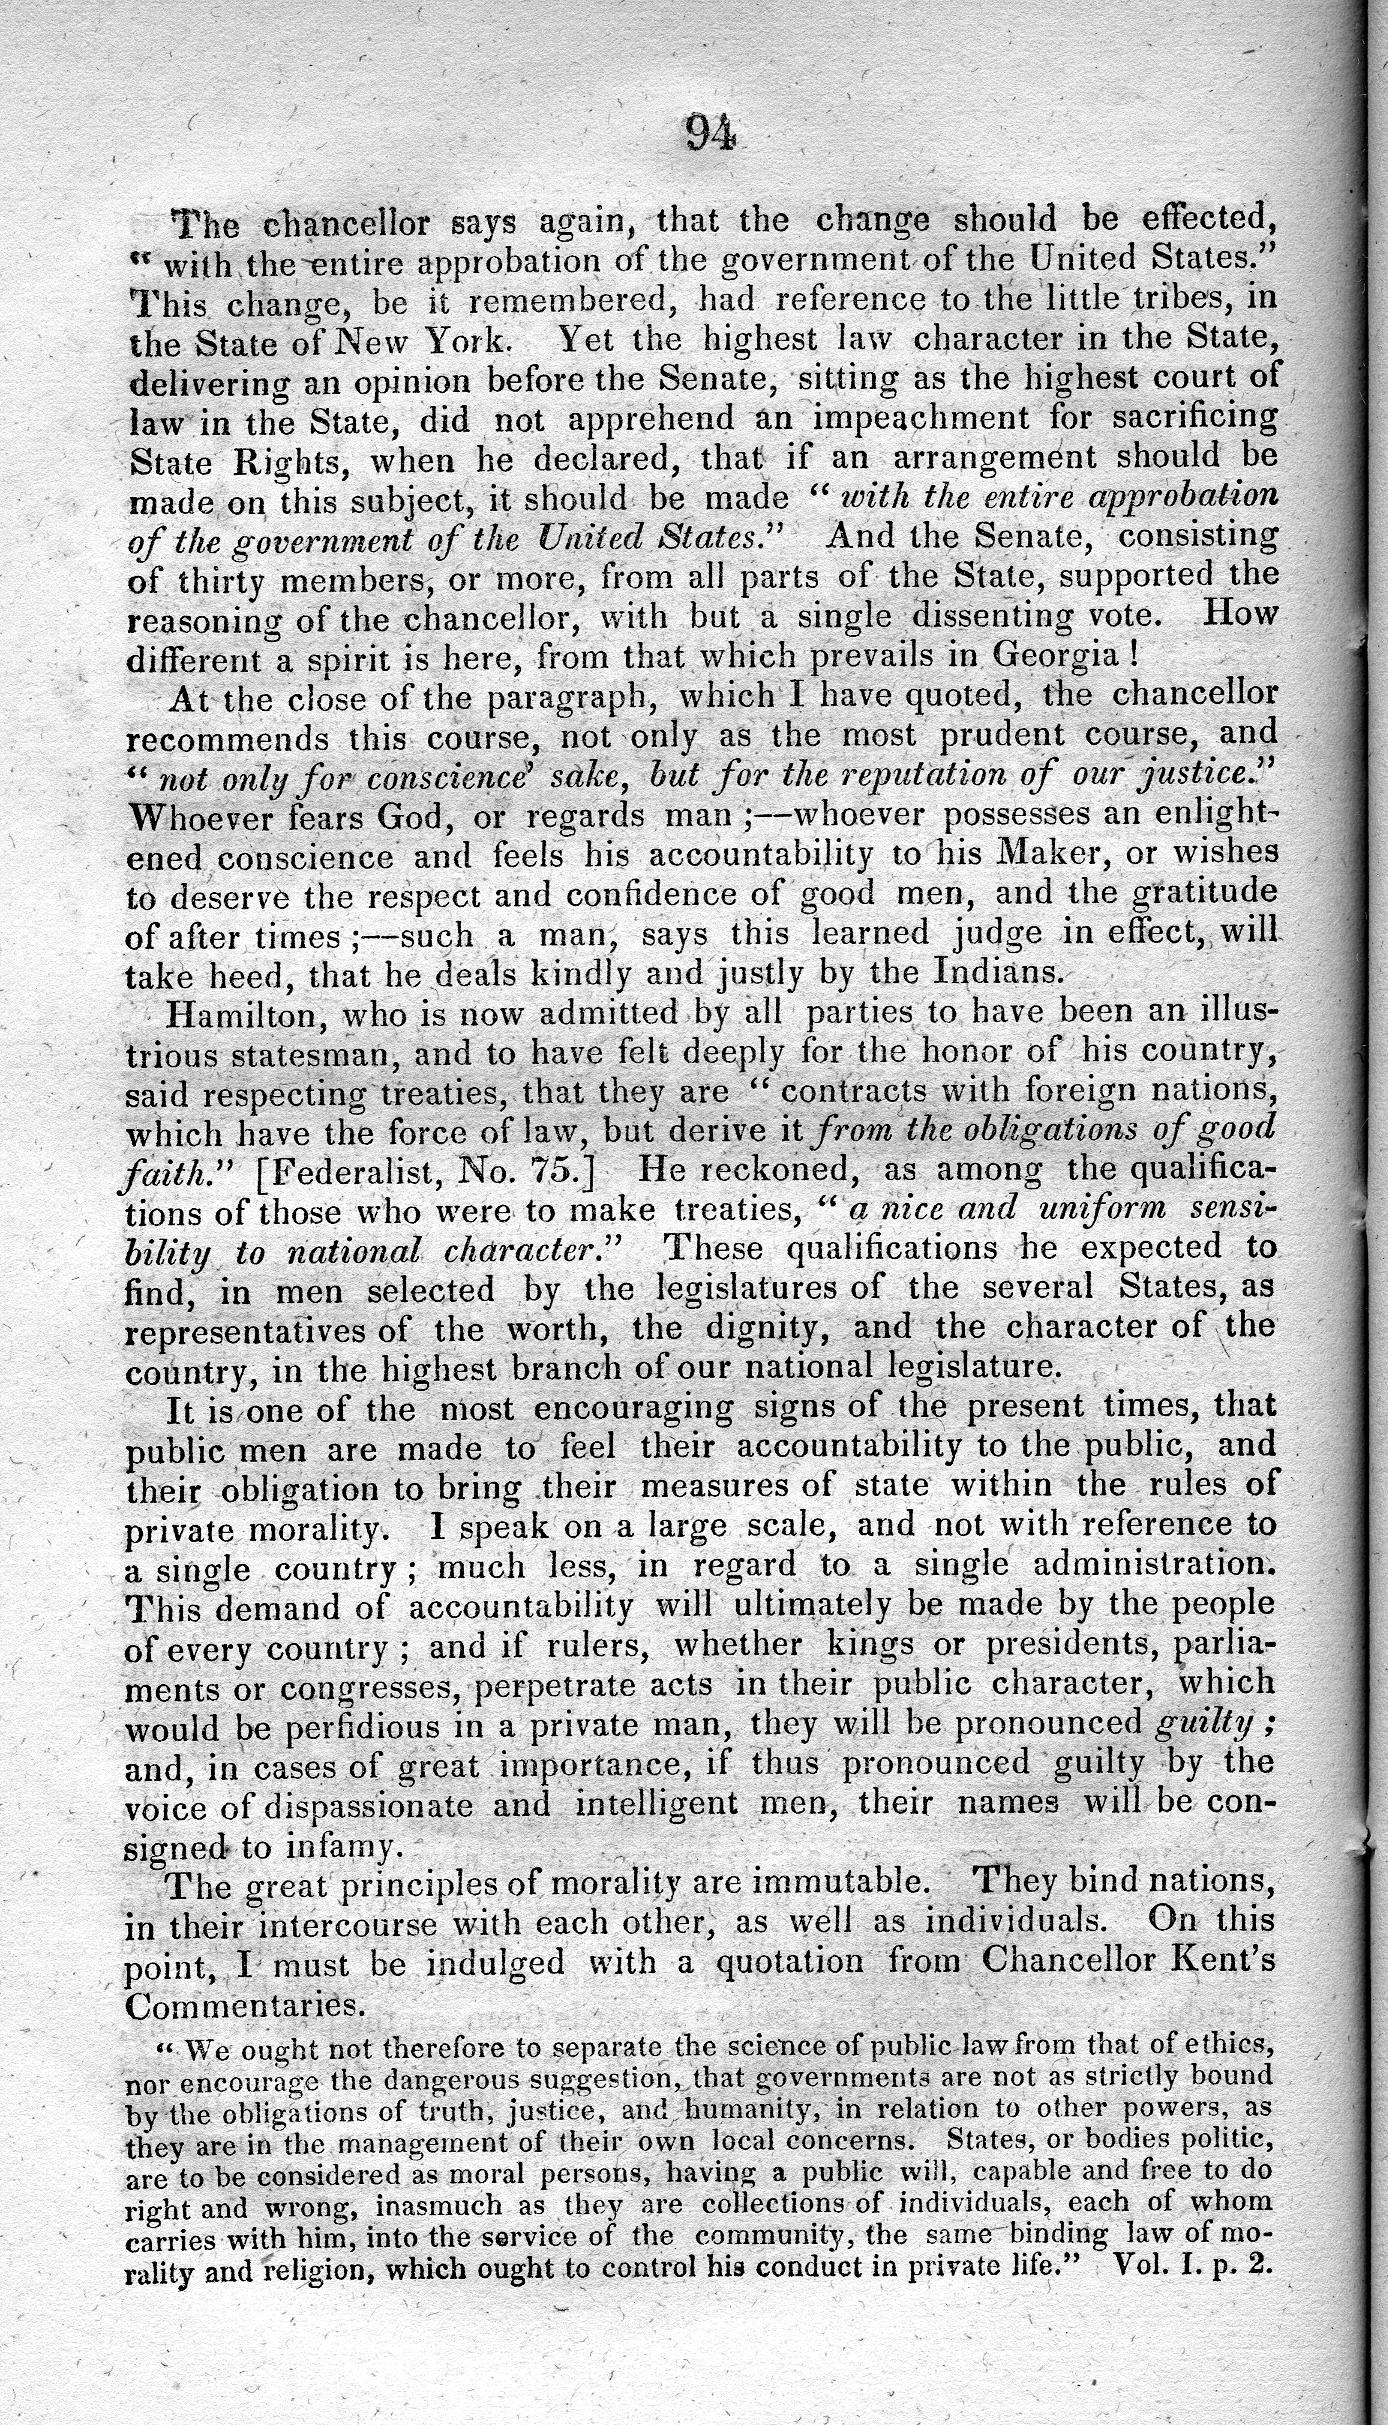 94
The chancellor says again, that the change should be effected,
“ with the entire approbation of the government of the United States.”
This change, be it remembered, had reference to the little tribes, in
the State of New York. Yet the highest law character in the State,
delivering an opinion before the Senate, sitting as the highest court of
law in the State, did not apprehend an impeachment for sacrificing
State Rights, when he declared, that if an arrangement should be
made on this subject, it should be made “ with the entire approbation
of the government of the United States.” And the Senate, consisting
of thirty members, or more, from all parts of the State, supported the
reasoning of the chancellor, with but a single dissenting vote. How
different a spirit is here, from that which prevails in Georgia !
At the close of the paragraph, which I have quoted, the chancellor
recommends this course, not only as the most prudent course, and
“ not only for conscience’ sake, but for the reputation of our justice.”
Whoever fears God, or regards man ;—whoever possesses an enlight-
ened conscience and feels his accountability to his Maker, or wishes
to deserve the respect and confidence of good men, and the gratitude
of after times ;—such a man, says this learned judge in effect, will
take heed, that he deals kindly and justly by the Indians.
Hamilton, who is now admitted by all parties to have been an illus-
trious statesman, and to have felt deeply for the honor of his country,
said respecting treaties, that they are “ contracts with foreign nations,
which have the force of law, but derive it from the obligations of good
faith.” [Federalist, No. 75.] He reckoned, as among the qualifica-
tions of those who were to make treaties, “ a nice and uniform sensi-
bility to national character.” These qualifications he expected to
find, in men selected by the legislatures of the several States, as
representatives of the worth, the dignity, and the character of the
country, in the highest branch of our national legislature.
It is one of the most encouraging signs of the present times, that
public men are made to feel their accountability to the public, and
their obligation to bring their measures of state within the rules of
private morality. I speak on a large scale, and not with reference to
a single country ; much less, in regard to a single administration.
This demand of accountability will ultimately be made by the people
of every country ; and if rulers, whether kings or presidents, parlia-
ments or congresses, perpetrate acts in their public character, which
would be perfidious in a private man, they will be pronounced guilty ;
and, in cases of great importance, if thus pronounced guilty by the
voice of dispassionate and intelligent men, their names will be con-
signed to infamy.
The great principles of morality are immutable. They bind nations,
in their intercourse with each other, as well as individuals. On this
point, I must be indulged with a quotation from Chancellor Kent’s
Commentaries.
“ We ought not therefore to separate the science of public law from that of ethics,
nor encourage the dangerous suggestion, that governments are not as strictly bound
by the obligations of truth, justice, and humanity, in relation to other powers, as
they are in the management of their own local concerns. States, or bodies politic,
are to be considered as moral persons, having a public will, capable and free to do
right and wrong, inasmuch as they are collections of individuals, each of whom
carries with him, into the service of the community, the same binding law of mo-
rality and religion, which ought to control his conduct in private life.” Vol. I. p. 2.